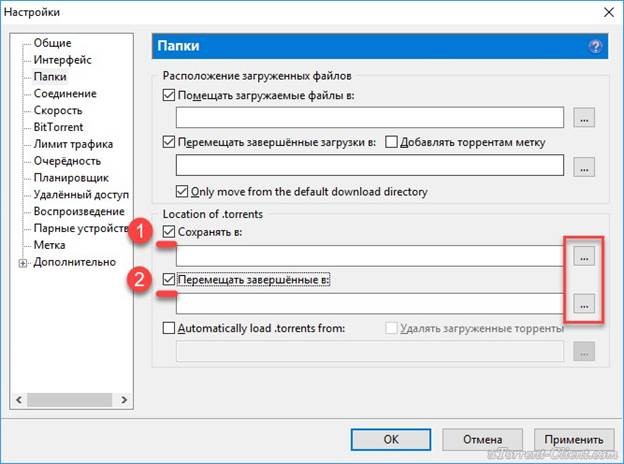 Настройки
Общие
Интерфейс
Папки
Соединение
Скорость
BitTorrent
Лимит трафика
Очерёдность
Планировщик
Удалённый доступ
Воспроизведение
Парные устройств
Метка
Дополнительно
Папки
?
Расположение загруженных файлов
Помещать загружаемые файлы в:
...
Перемещать завершённые загрузки в: Добавлять торрентам метку
...
Only move from the default download directory
Location of .torrents
1 Сохранять в:
...
2 Перемещать завершённые в:
...
Automatically load .torrents from: Удалять загруженные торренты
...
OK Отмена Применить
uTorrent-Client.com